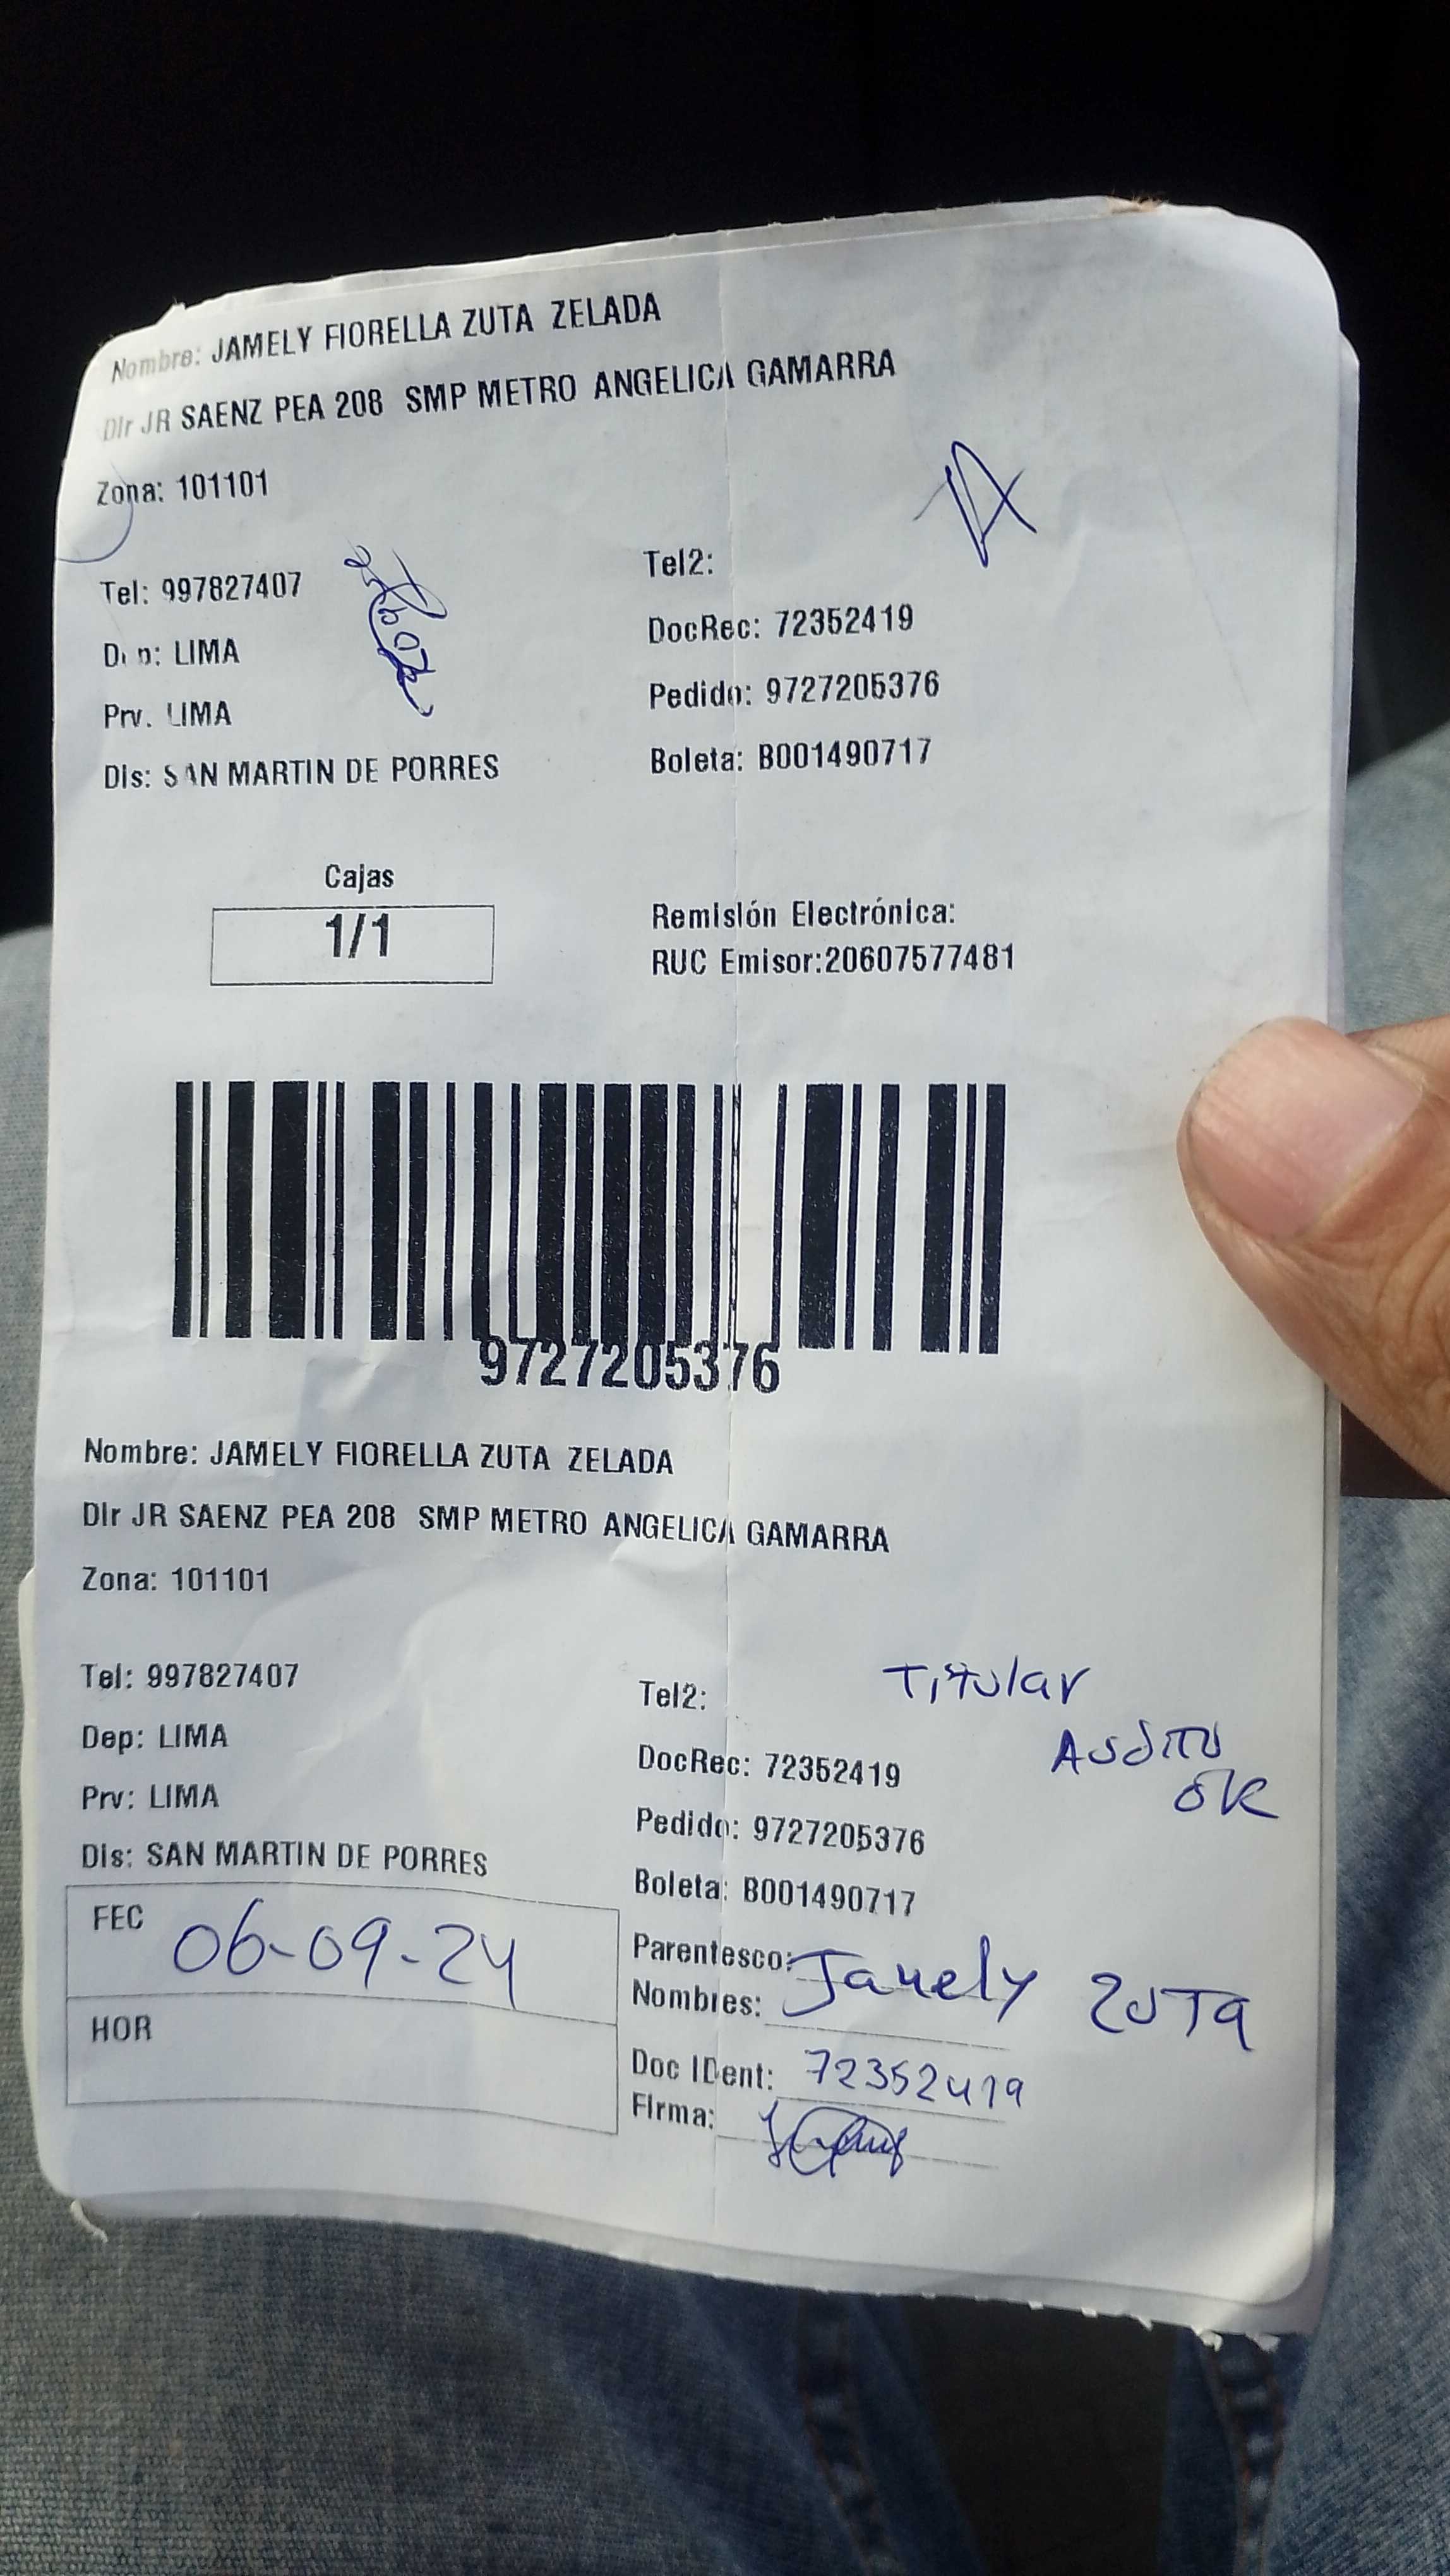 Nombre: JAMELY FIORELLA ZUTA ZELADA
Dir JR SAENZ PEA 208 SMP METRO ANGELICA GAMARRA
Zona: 101101
Tel: 997827407
Tel2:
Dep: LIMA
DocRec: 72352419
Prv. LIMA
Pedido: 9727205376
Dis: SAN MARTIN DE PORRES
Boleta: B001490717
Cajas
1/1
Remisión Electrónica:
RUC Emisor:20607577481
9727205376
Nombre: JAMELY FIORELLA ZUTA ZELADA
Dir JR SAENZ PEA 208 SMP METRO ANGELICA GAMARRA
Zona: 101101
Tel: 997827407
Tel2:
Titular
Dep: LIMA
DocRec: 72352419
Audito
OK
Prv: LIMA
Pedido: 9727205376
Dis: SAN MARTIN DE PORRES
Boleta: B001490717
FEC 06-09-24
Parentesco:
Nombres: Jamely Zuta
HOR
Doc IDent: 72352419
Firma: